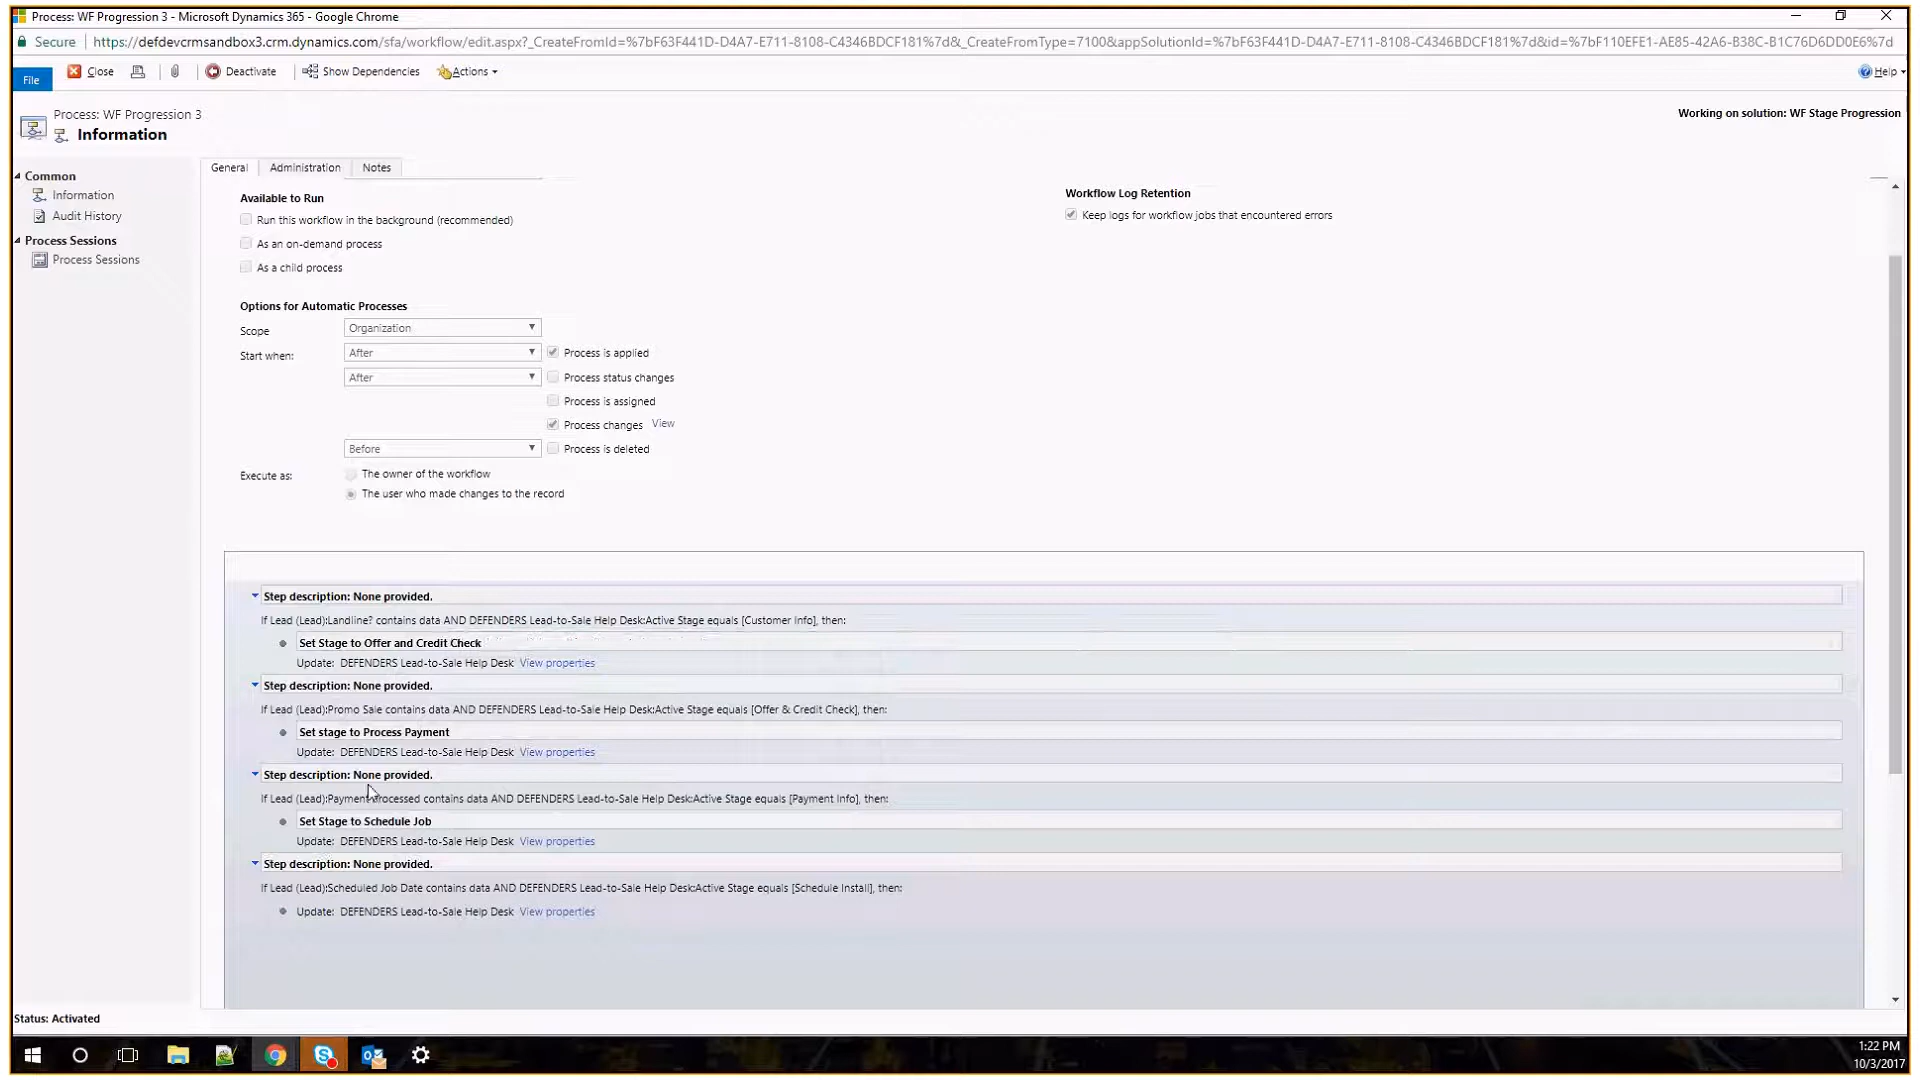 Process: WF Progression 3 - Microsoft Dynamics 365 - Google Chrome
Secure https://defdevcrmsandbox3.crm.dynamics.com/sfa/workflow/edit.aspx?_CreateFromId=%7bF63F441D-D4A7-E711-8108-C4346BDCF181%7d&_CreateFromType=7100&appSolutionId=%7bF63F441D-D4A7-E711-8108-C4346BDCF181%7d&id=%7bF110EFE1-AE85-42A6-B38C-B1C76D6DD0E6%7d
File Close Deactivate Show Dependencies Actions Help
Process: WF Progression 3
Information
Working on solution: WF Stage Progression
Common
Information
Audit History
Process Sessions
Process Sessions
General Administration Notes
Available to Run
Run this workflow in the background (recommended)
As an on-demand process
As a child process
Workflow Log Retention
Keep logs for workflow jobs that encountered errors
Options for Automatic Processes
Scope Organization
Start when: After Process is applied
After Process status changes
Process is assigned
Process changes View
Before Process is deleted
Execute as: The owner of the workflow
The user who made changes to the record
Step description: None provided.
If Lead (Lead):Landline? contains data AND DEFENDERS Lead-to-Sale Help Desk:Active Stage equals [Customer Info], then:
Set Stage to Offer and Credit Check
Update: DEFENDERS Lead-to-Sale Help Desk View properties
Step description: None provided.
If Lead (Lead):Promo Sale contains data AND DEFENDERS Lead-to-Sale Help Desk:Active Stage equals [Offer & Credit Check], then:
Set stage to Process Payment
Update: DEFENDERS Lead-to-Sale Help Desk View properties
Step description: None provided.
If Lead (Lead):Payment Processed contains data AND DEFENDERS Lead-to-Sale Help Desk:Active Stage equals [Payment Info], then:
Set Stage to Schedule Job
Update: DEFENDERS Lead-to-Sale Help Desk View properties
Step description: None provided.
If Lead (Lead):Scheduled Job Date contains data AND DEFENDERS Lead-to-Sale Help Desk:Active Stage equals [Schedule Install], then:
Update: DEFENDERS Lead-to-Sale Help Desk View properties
Status: Activated
1:22 PM
10/3/2017